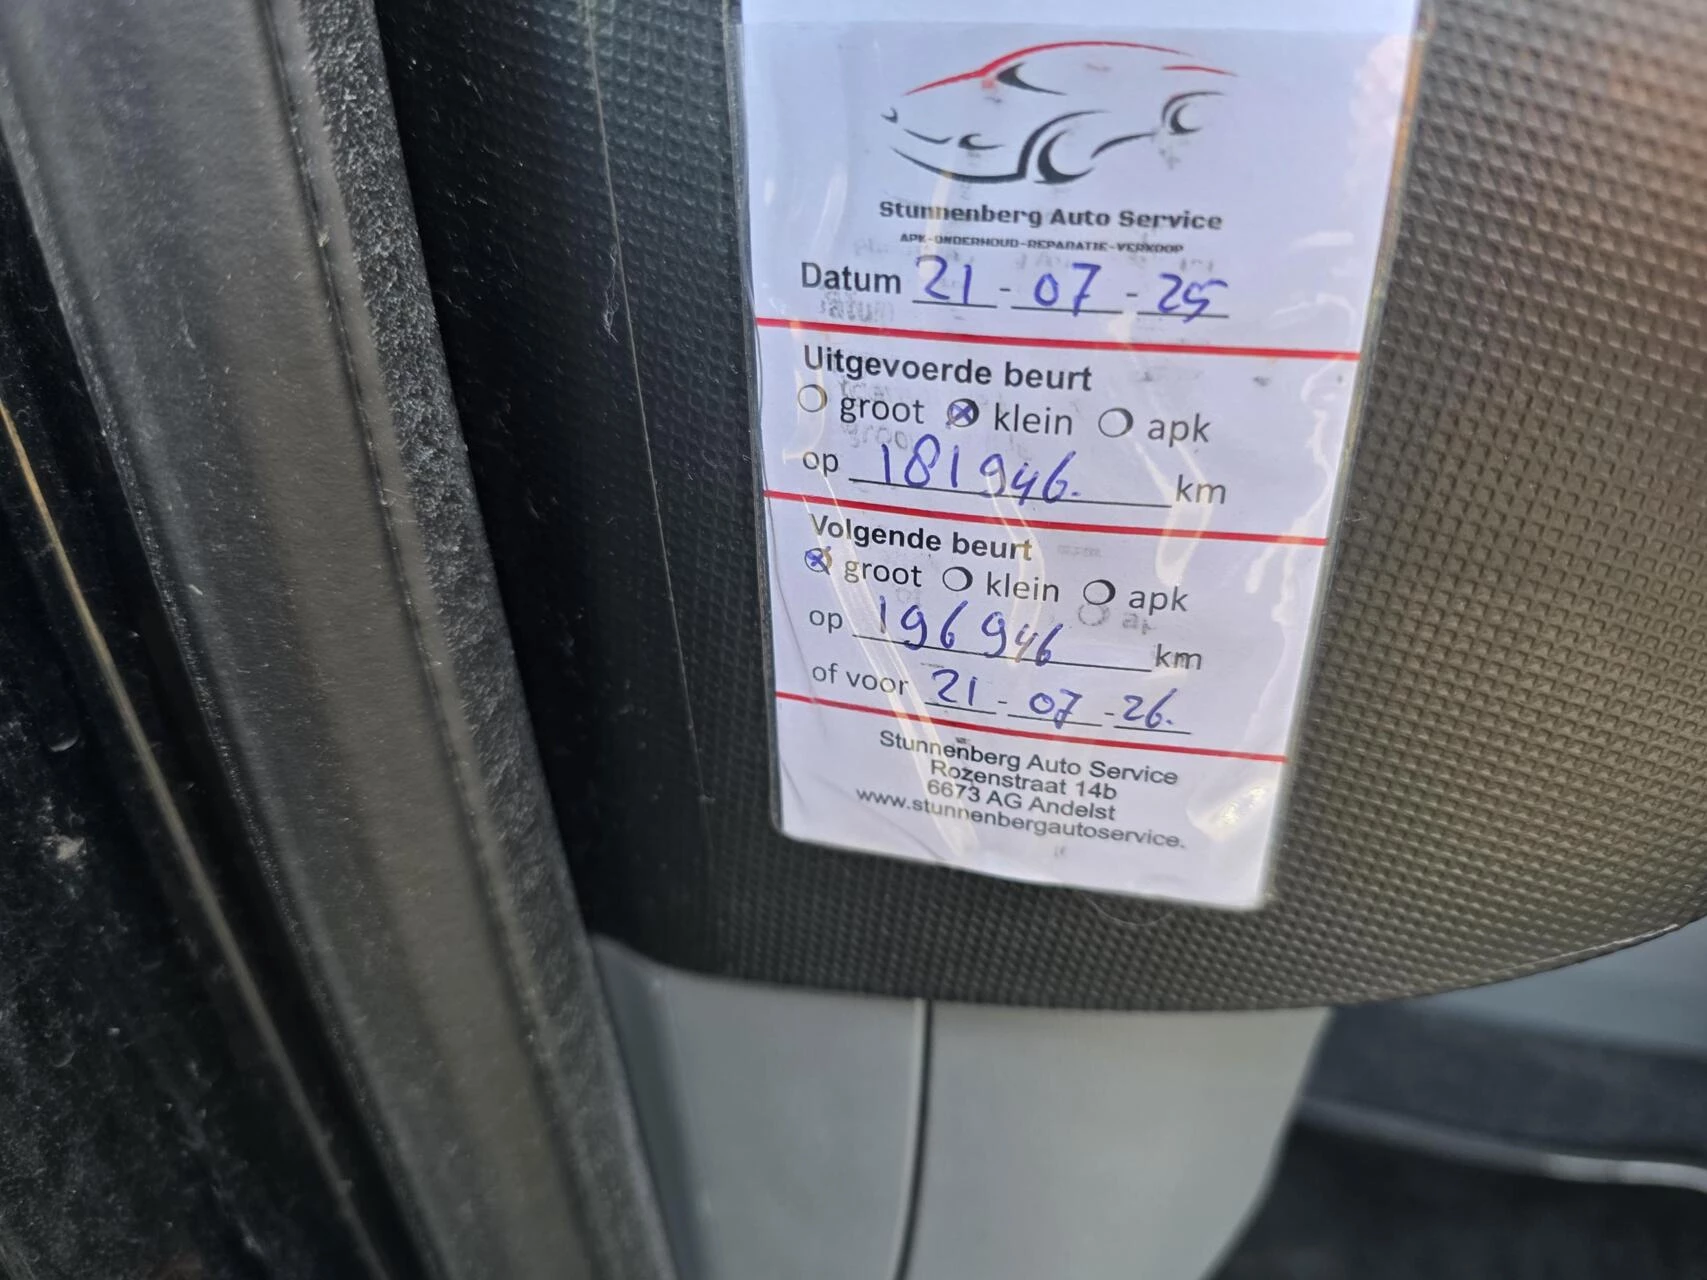 Stunnenberg Auto Service
APK-ONDERHOUD-REPARATIE-VERKOOP
Datum 21 - 07 - 25
Uitgevoerde beurt
groot klein apk
op 181946. km
Volgende beurt
groot klein apk
op 196946 km
of voor 21 - 07 - 26.
Stunnenberg Auto Service
Rozenstraat 14b
6673 AG Andelst
www.stunnenbergautoservice.